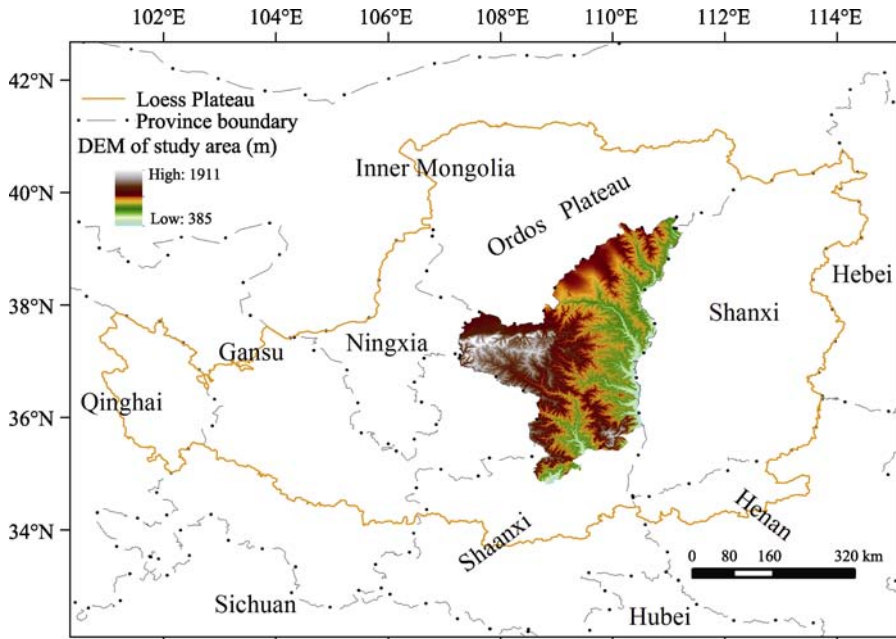 102°E 104°E 106°E 108°E 110°E 112°E 114°E
42°N
Loess Plateau
Province boundary
DEM of study area (m)
High: 1911
Low: 385
Inner Mongolia
40°N
Ordos Plateau
Hebei
38°N
Shanxi
Ningxia
Gansu
Qinghai
36°N
34°N
Henan
Shaanxi
0 80 160 320 km
Sichuan
Hubei